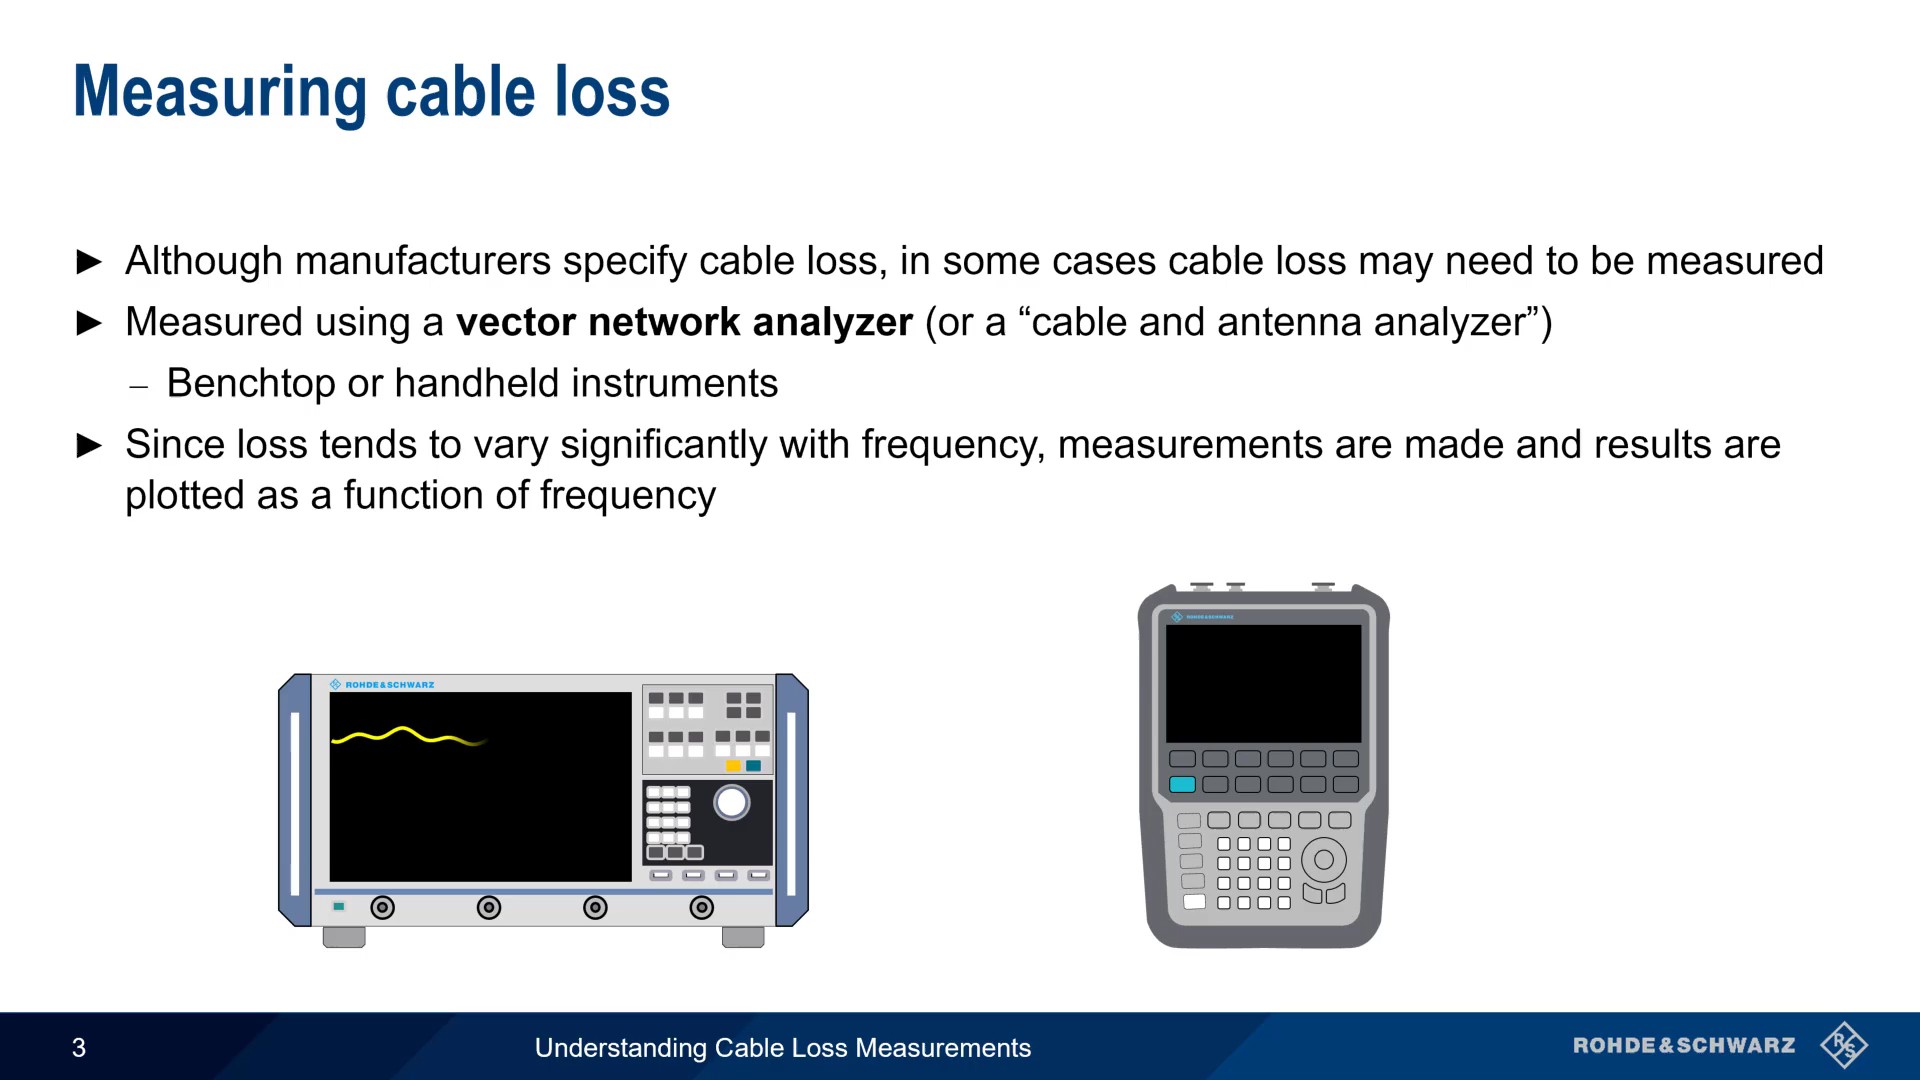 Measuring cable loss
► Although manufacturers specify cable loss, in some cases cable loss may need to be measured
► Measured using a vector network analyzer (or a “cable and antenna analyzer”)
– Benchtop or handheld instruments
► Since loss tends to vary significantly with frequency, measurements are made and results are
plotted as a function of frequency
ROHDE&SCHWARZ
ROHDE&SCHWARZ
3
Understanding Cable Loss Measurements
ROHDE&SCHWARZ
R&S